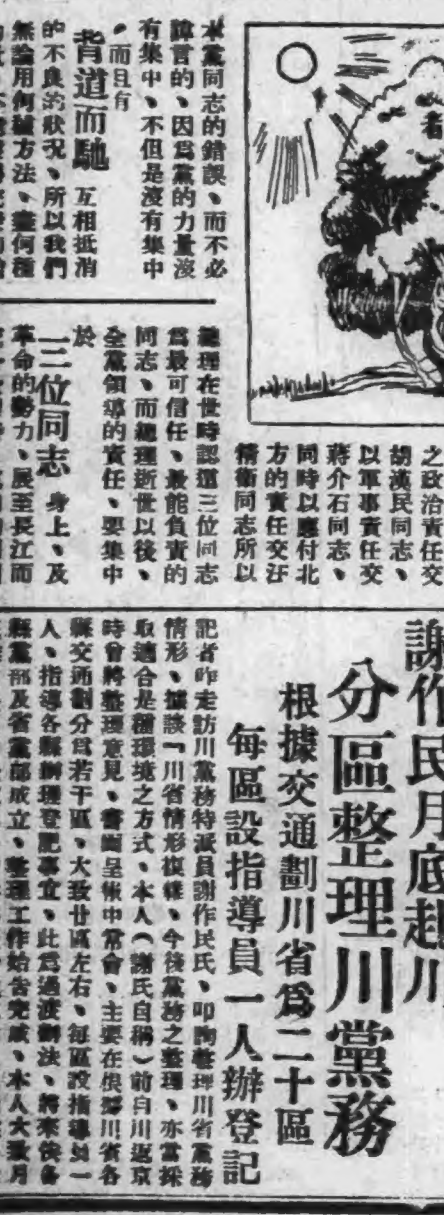 者
本黨同志的錯誤、而不必
諱言的、因爲黨的力量沒
有集中、不但是沒有集中
、而且有
背道而馳 互相抵消
的不良的狀況、所以我們
無論用何種方法、盡何種
之政治責任交
胡漢民同志、
以軍事責任交
蔣介石同志、
同時以應付北
方的責任交汪
精衛同志所以
總理在世時認這三位同志
爲最可信任、最能負責的
同志、而總理逝世以後、
全黨領導的責任、要集中
於
三位同志 身上、及
革命的勢力、展至長江而
謝作民月底赴川
分區整理川黨務
根據交通劃川省爲二十區
每區設指導員一人辦登記
記者昨走訪川黨務特派員謝作民氏、叩詢整理川省黨務
情形、據談「川省情形複雜、今後黨務之整理、亦當採
取適合是種環境之方式、本人(謝氏自稱)前自川返京
時曾將整理意見、書面呈報中常會、主要在根據川省各
縣交通劃分爲若干區、大致廿區左右、每區設指導員一
人、指導各縣辦理登記事宜、此爲過渡辦法、將來俟各
縣黨部及省黨部成立、整理工作始告完成、本人大致月